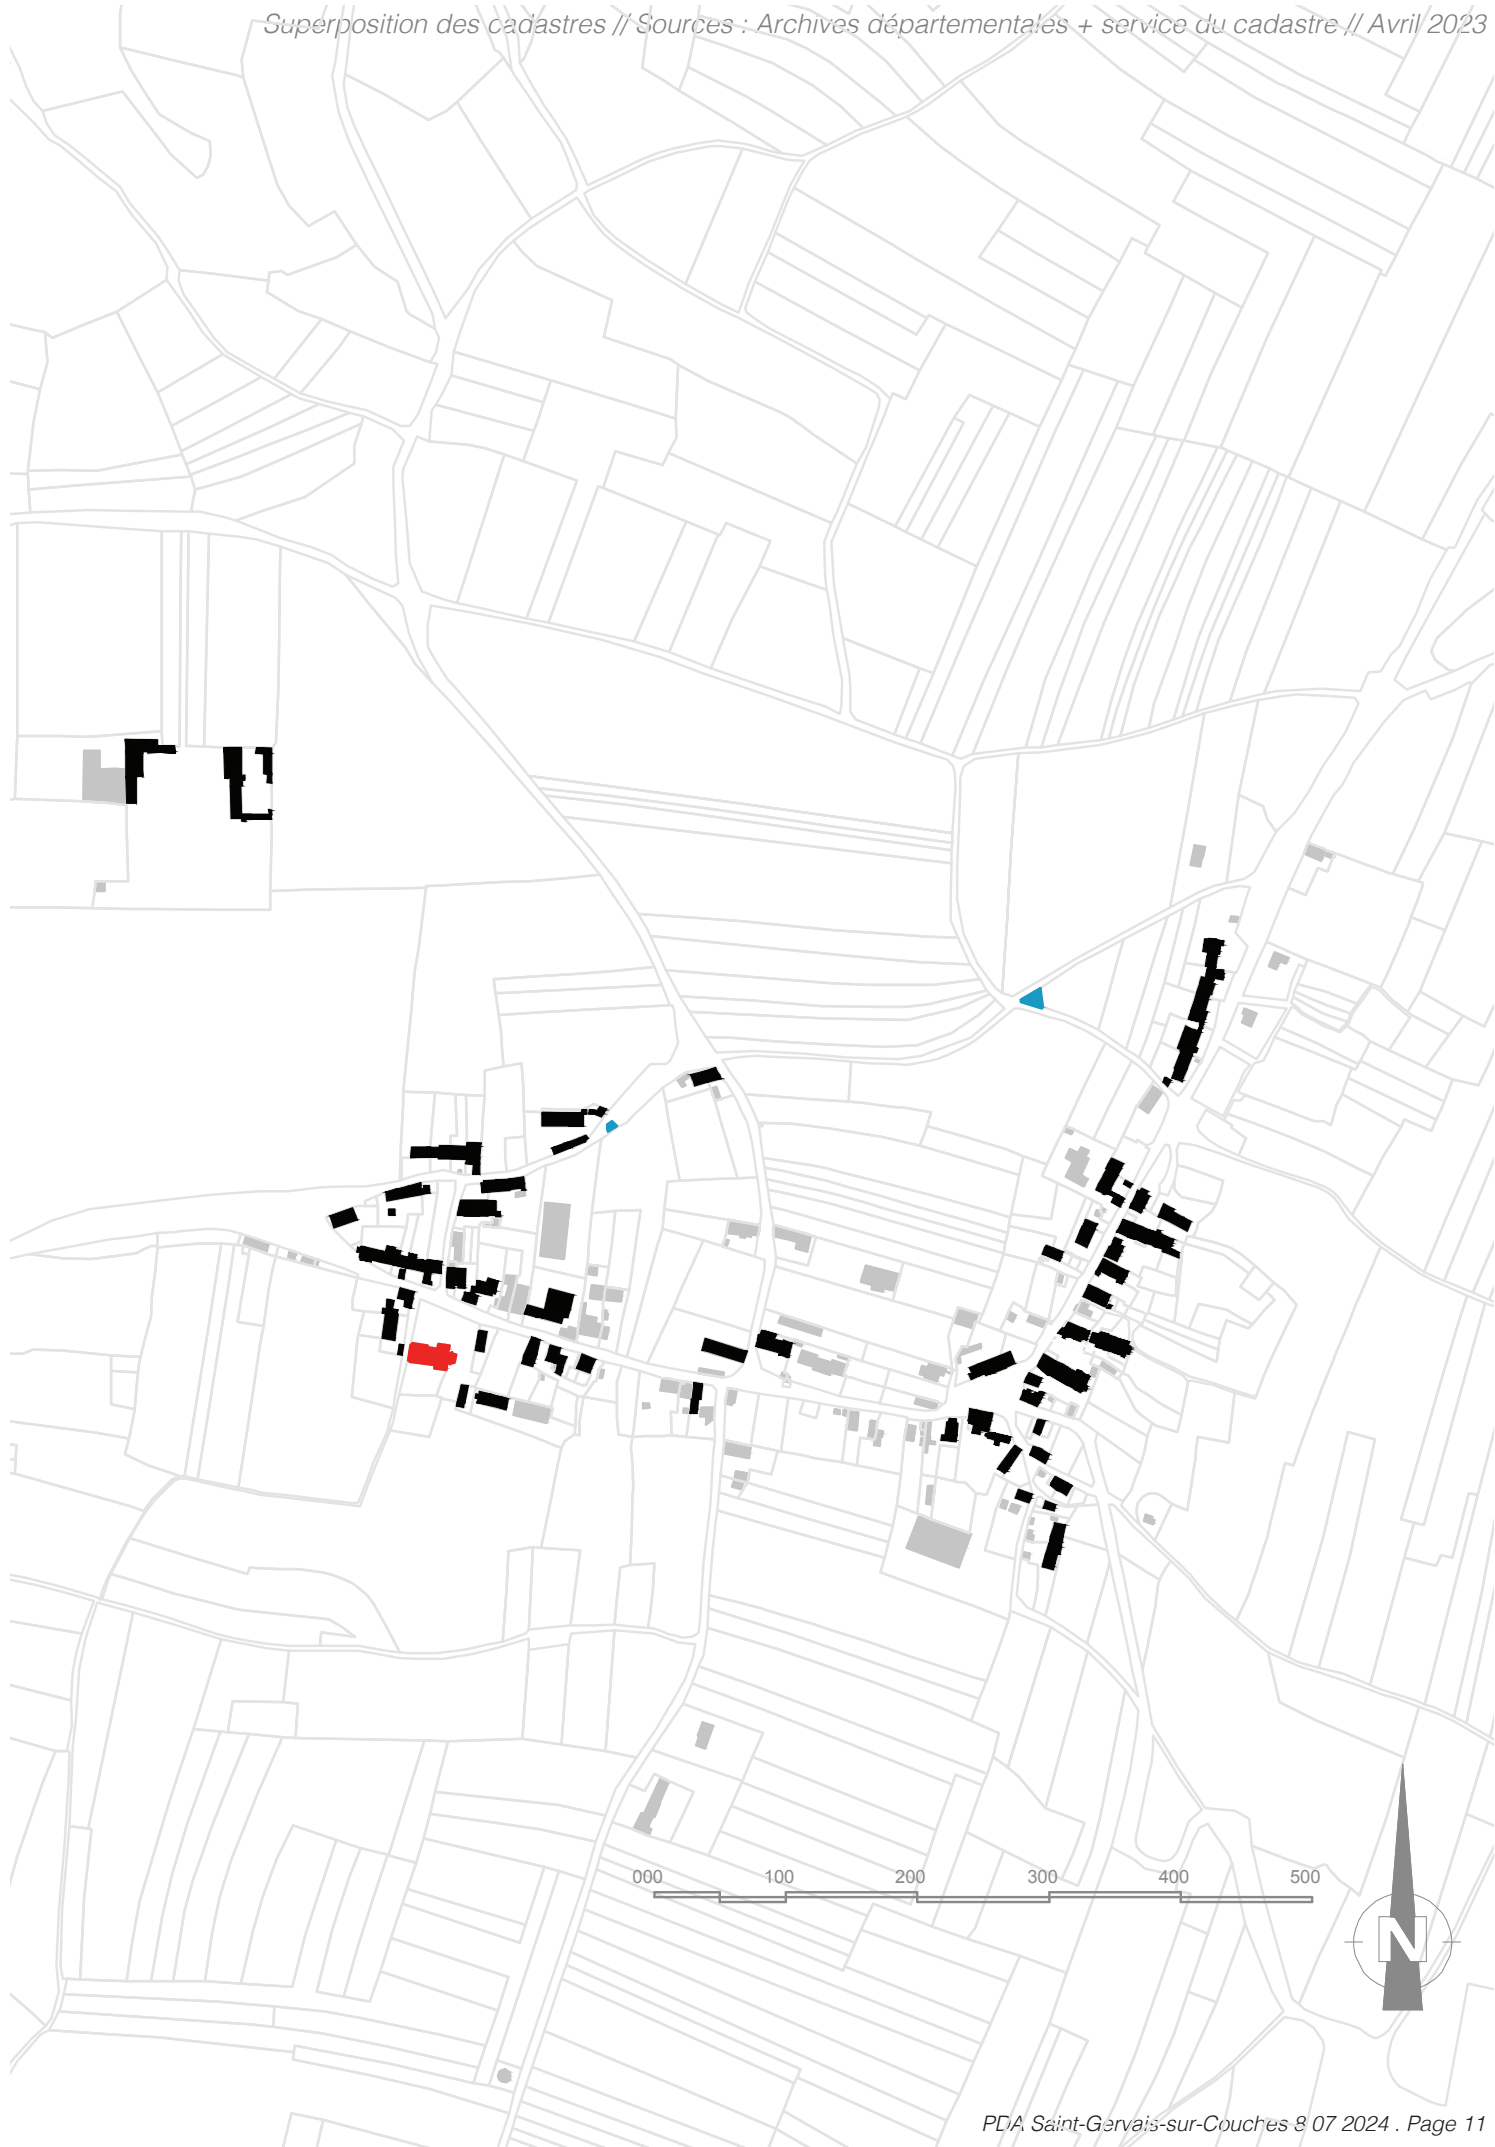 Superposition des cadastres // Sources : Archives départementales + service du cadastre // Avril 2023
000 100 200 300 400 500
N
PDA Saint-Gervais-sur-Couches 8 07 2024 . Page 11